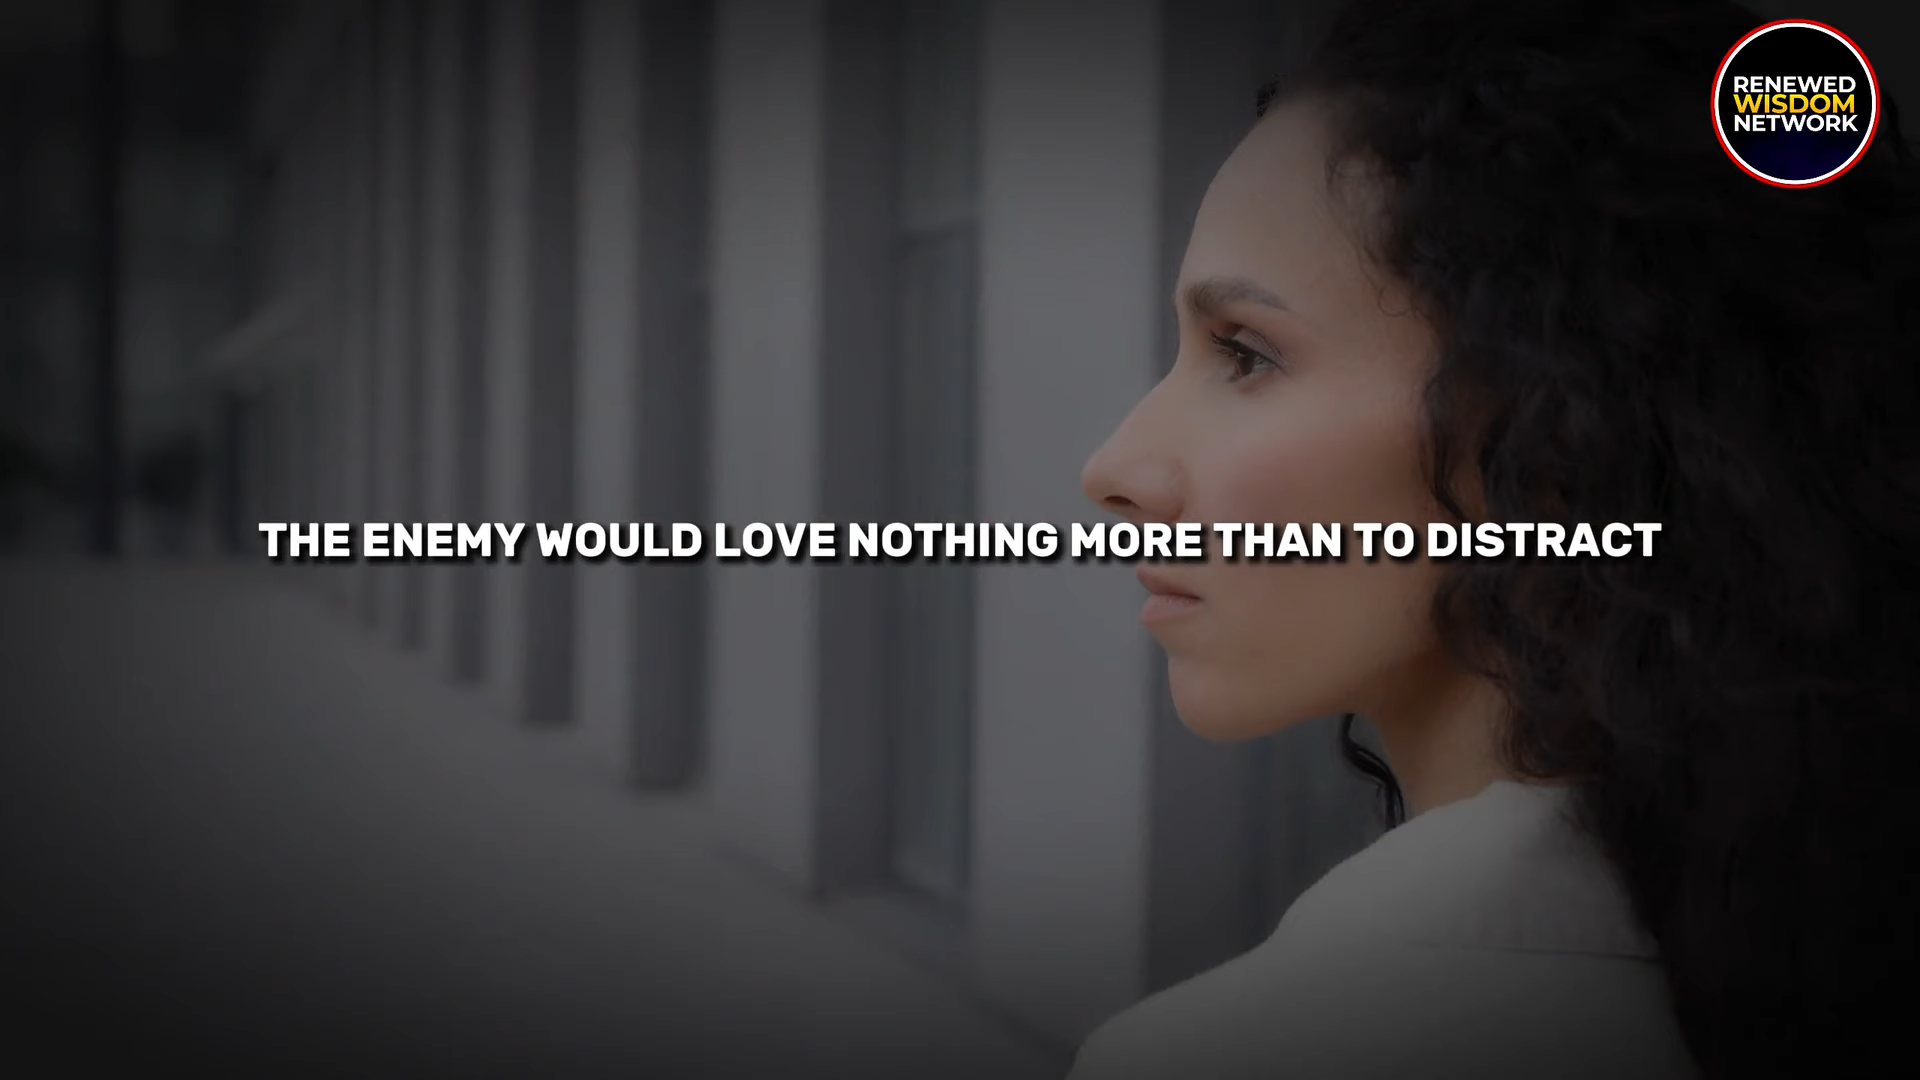 RENEWED
WISDOM
NETWORK
THE ENEMY WOULD LOVE NOTHING MORE THAN TO DISTRACT